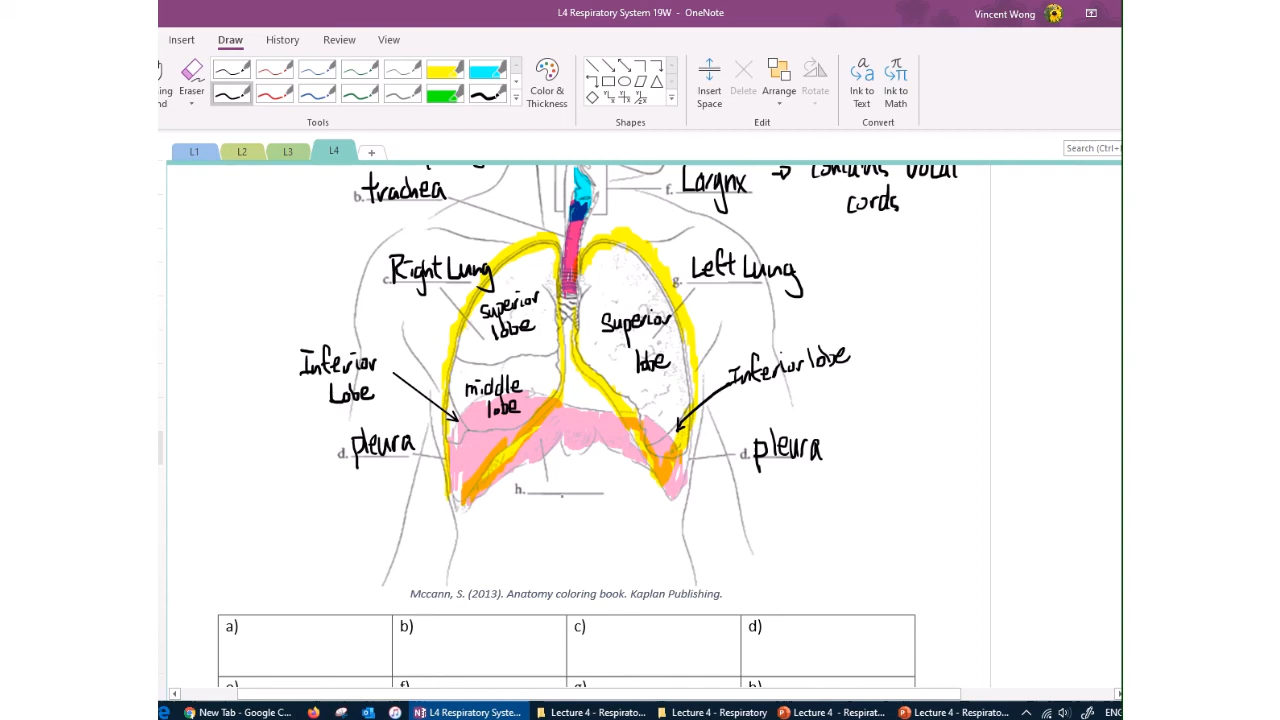 L4 Respiratory System 19W - OneNote
Vincent Wong
Insert Draw History Review View
Eraser
Color & Thickness
Insert Space
Delete
Arrange
Rotate
Ink to Text
Ink to Math
Tools
Shapes
Edit
Convert
L1 L2 L3 L4 +
Search (Ctrl+
b. trachea
f. Larynx → contains vocal
cords
c. Right Lung
g. Left Lung
superior
lobe
Superior
lobe
Inferior
Lobe
middle
lobe
Inferior lobe
d. pleura
d. pleura
h.
Mccann, S. (2013). Anatomy coloring book. Kaplan Publishing.
a) b) c) d)
New Tab - Google C...
L4 Respiratory Syste...
Lecture 4 - Respirato...
Lecture 4 - Respiratory
Lecture 4 - Respirat...
Lecture 4 - Respirato...
ENG